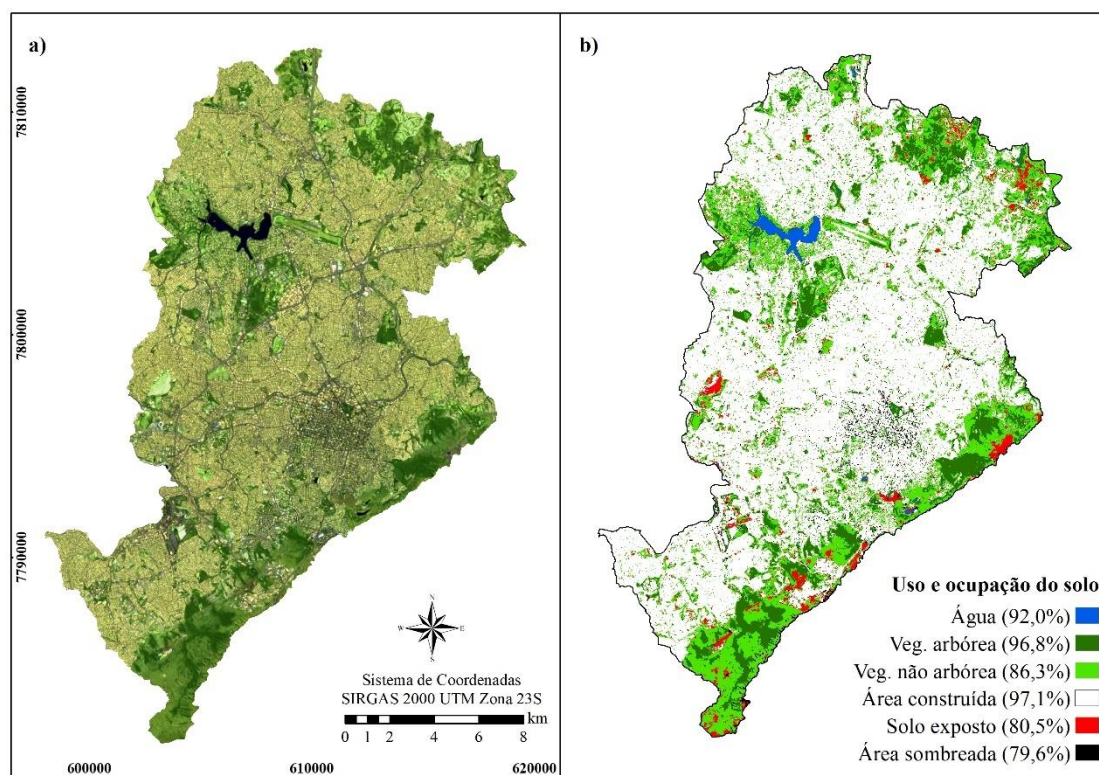 a)
b)
7810000
7800000
7790000
N
W
E
S
Sistema de Coordenadas
SIRGAS 2000 UTM Zona 23S
km
0 1 2 4 6 8
600000
610000
620000
Uso e ocupação do solo
Água (92,0%)
Veg. arbórea (96,8%)
Veg. não arbórea (86,3%)
Área construída (97,1%)
Solo exposto (80,5%)
Área sombreada (79,6%)